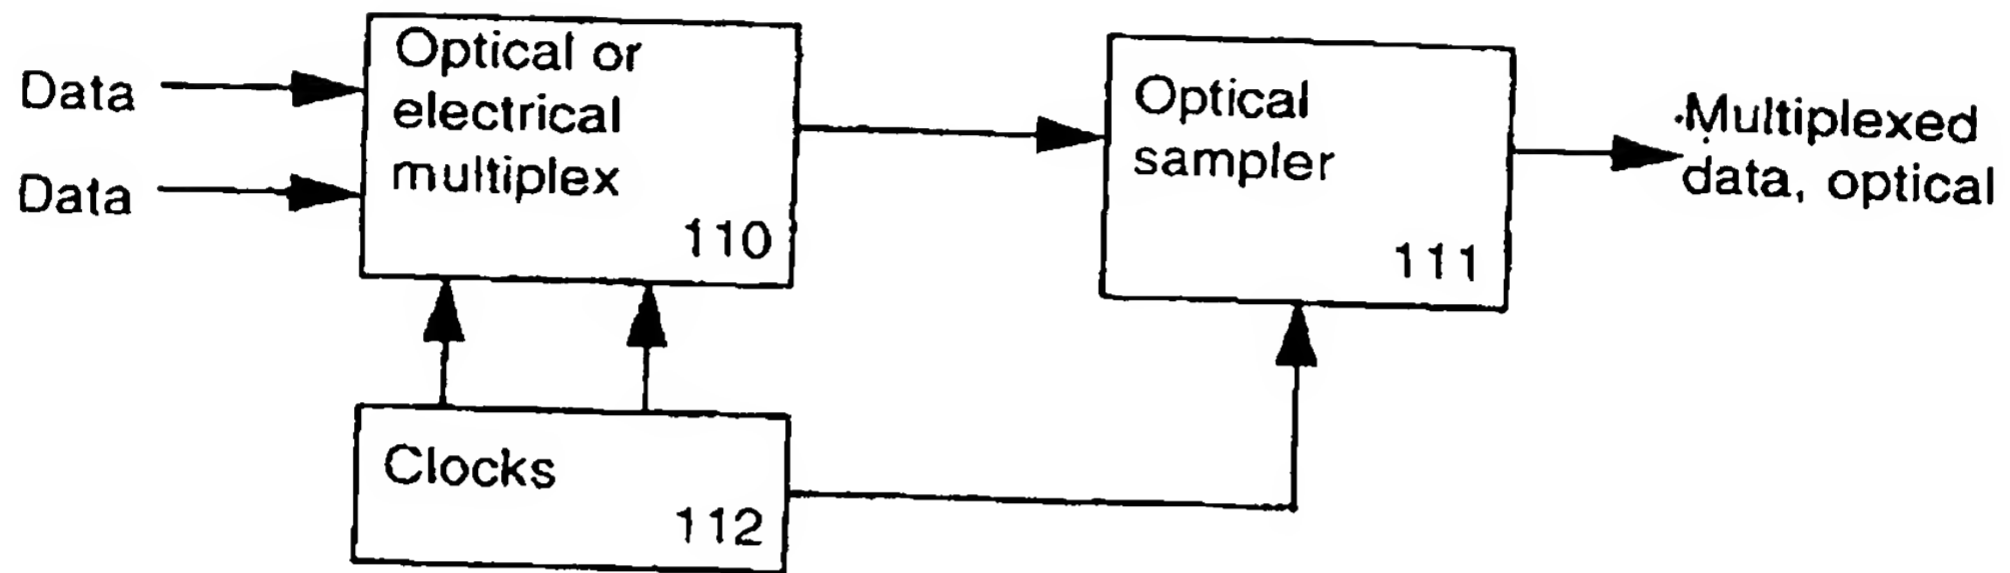 Data
Data
Optical or
electrical
multiplex
110
Optical
sampler
111
Multiplexed
data, optical
Clocks
112